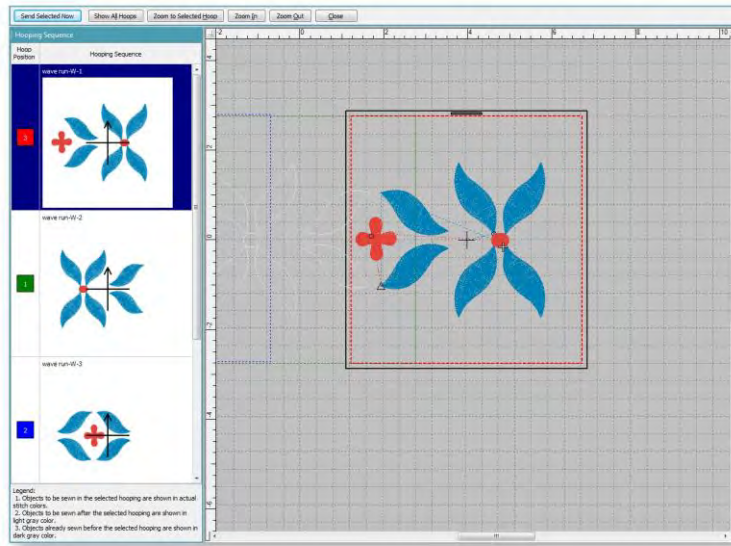 Send Selected Now Show All Hoops Zoom to Selected Hoop Zoom In Zoom Out Close
Hooping Sequence
Hoop Position Hooping Sequence
wave run-W-1
3
wave run-W-2
1
wave run-W-3
2
Legend:
1. Objects to be sewn in the selected hooping are shown in actual
stitch colors.
2. Objects to be sewn after the selected hooping are shown in
light gray color.
3. Objects already sewn before the selected hooping are shown in
dark gray color.
-2 0 2 4 6 8 10